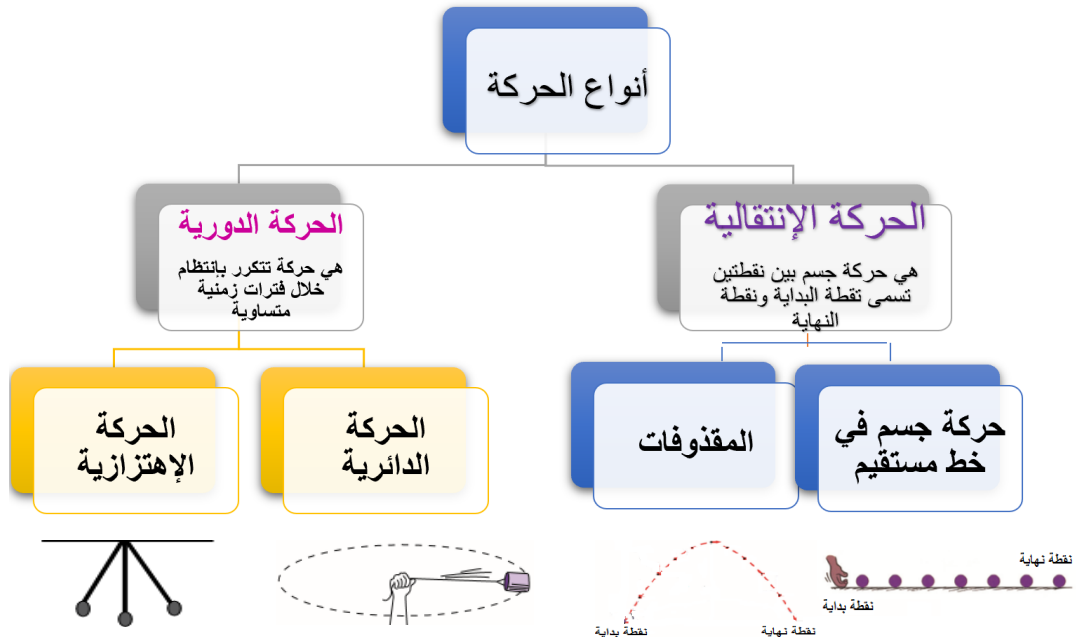 أنواع الحركة
الحركة الإنتقالية
هي حركة جسم بين نقطتين
تسمى تقطة البداية ونقطة
النهاية
الحركة الدورية
هي حركة تتكرر بإنتظام
خلال فترات زمنية
متساوية
حركة جسم في
خط مستقيم
المقذوفات
الحركة
الدائرية
الحركة
الإهتزازية
نقطة نهاية
نقطة بداية
نقطة نهاية
نقطة بداية